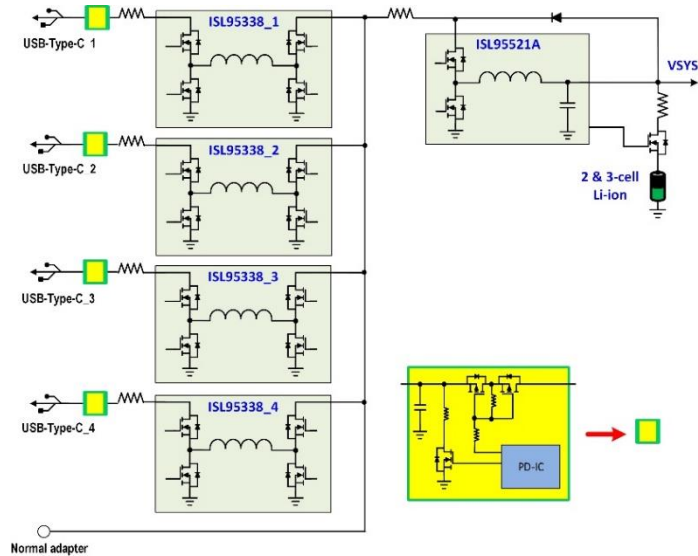 ISL95338_1
ISL95521A
USB-Type-C_1
VSYS
ISL95338_2
USB-Type-C_2
2 & 3-cell
Li-ion
ISL95338_3
USB-Type-C_3
ISL95338_4
USB-Type-C_4
PD-IC
Normal adapter